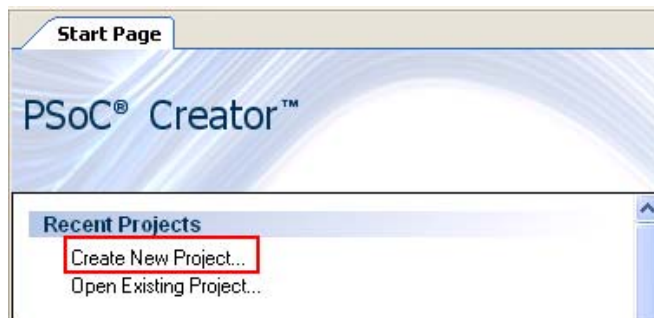 Start Page
PSoC® Creator™
Recent Projects
Create New Project...
Open Existing Project...